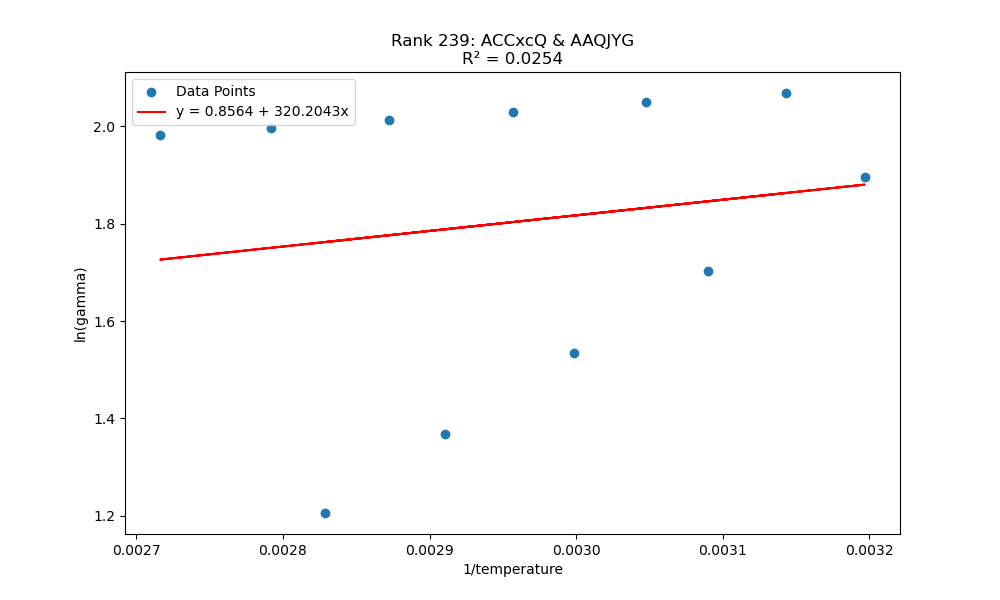 Rank 239: ACCxcQ & AAQJYG
R² = 0.0254
Data Points
y = 0.8564 + 320.2043x
2.0
1.8
1.6
1.4
1.2
ln(gamma)
0.0027
0.0028
0.0029
0.0030
0.0031
0.0032
1/temperature